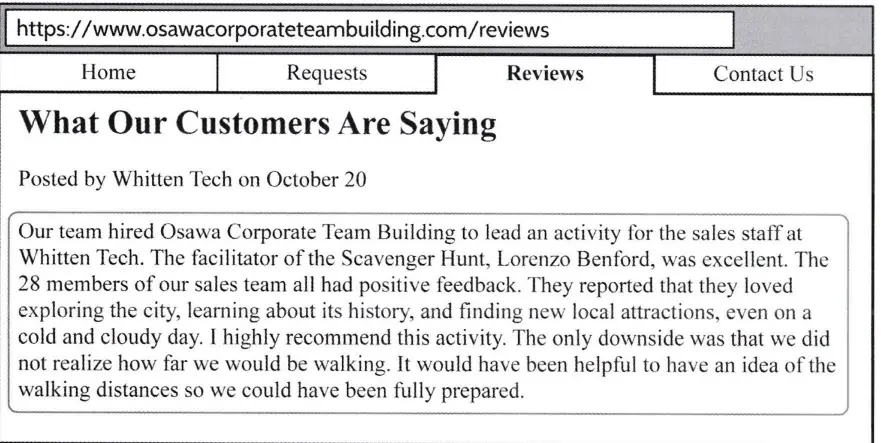 https://www.osawacorporateteambuilding.com/reviews
Home Requests Reviews Contact Us
What Our Customers Are Saying
Posted by Whitten Tech on October 20
Our team hired Osawa Corporate Team Building to lead an activity for the sales staff at
Whitten Tech. The facilitator of the Scavenger Hunt, Lorenzo Benford, was excellent. The
28 members of our sales team all had positive feedback. They reported that they loved
exploring the city, learning about its history, and finding new local attractions, even on a
cold and cloudy day. I highly recommend this activity. The only downside was that we did
not realize how far we would be walking. It would have been helpful to have an idea of the
walking distances so we could have been fully prepared.